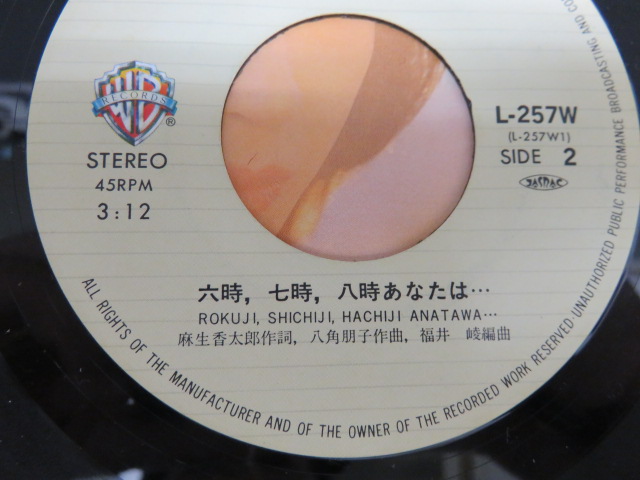 WB
RECORDS
®
STEREO
45RPM
3:12
L-257W
(L-257W1)
SIDE 2
JASRAC
六時，七時，八時あなたは…
ROKUJI, SHICHIJI, HACHIJI ANATAWA…
麻生香太郎作詞，八角朋子作曲，福井 崚編曲
ALL RIGHTS OF THE MANUFACTURER AND OF THE OWNER OF THE RECORDED WORK RESERVED UNAUTHORIZED PUBLIC PERFORMANCE BROADCASTING AND